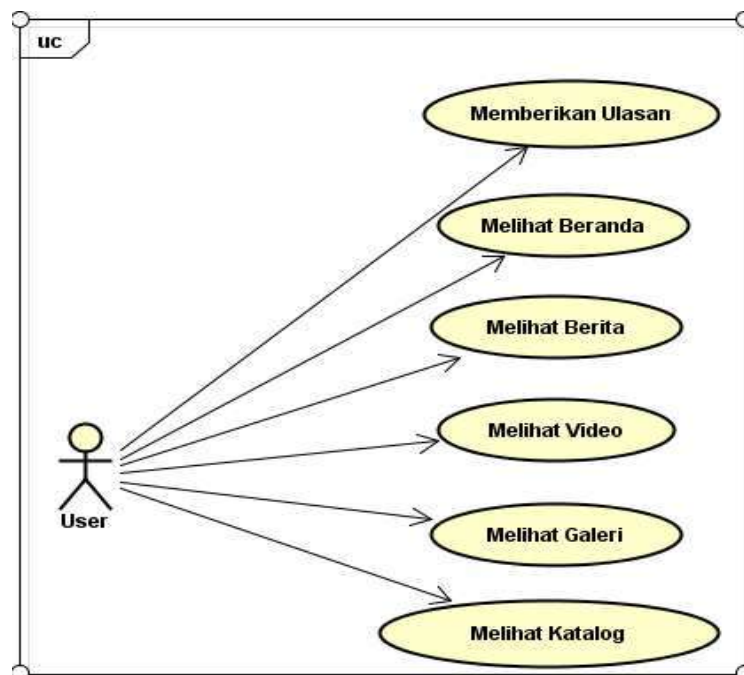 uc
Memberikan Ulasan
Melihat Beranda
Melihat Berita
Melihat Video
User
Melihat Galeri
Melihat Katalog